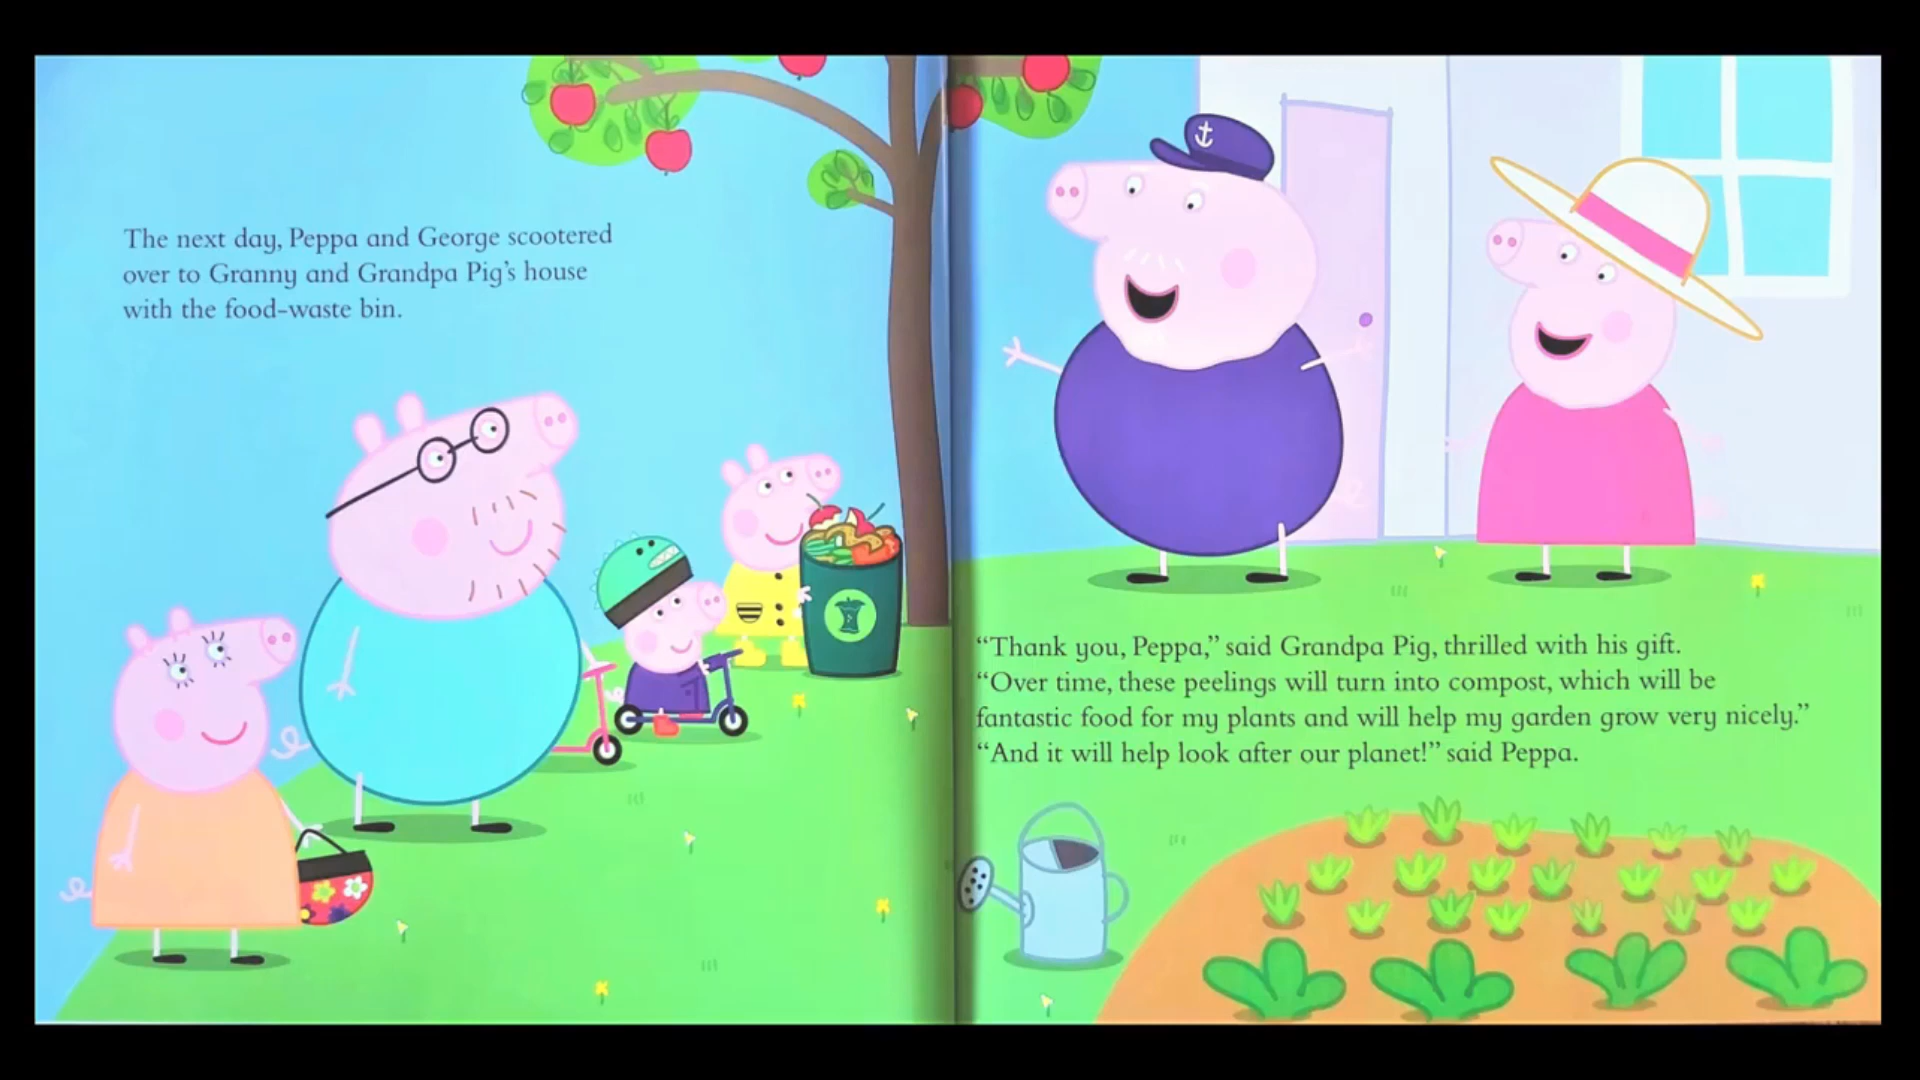 The next day, Peppa and George scootered
over to Granny and Grandpa Pig's house
with the food-waste bin.
“Thank you, Peppa,” said Grandpa Pig, thrilled with his gift.
“Over time, these peelings will turn into compost, which will be
fantastic food for my plants and will help my garden grow very nicely.”
“And it will help look after our planet!” said Peppa.